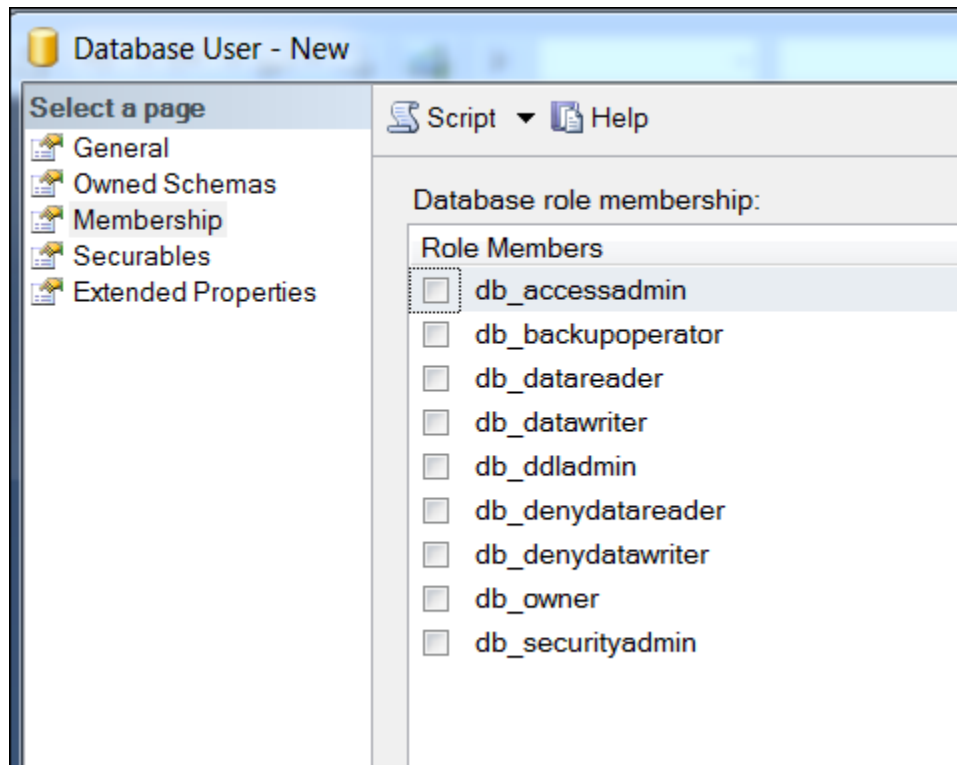 Database User - New
Select a page
General
Owned Schemas
Membership
Securables
Extended Properties
Script Help
Database role membership:
Role Members
db_accessadmin
db_backupoperator
db_datareader
db_datawriter
db_ddladmin
db_denydatareader
db_denydatawriter
db_owner
db_securityadmin